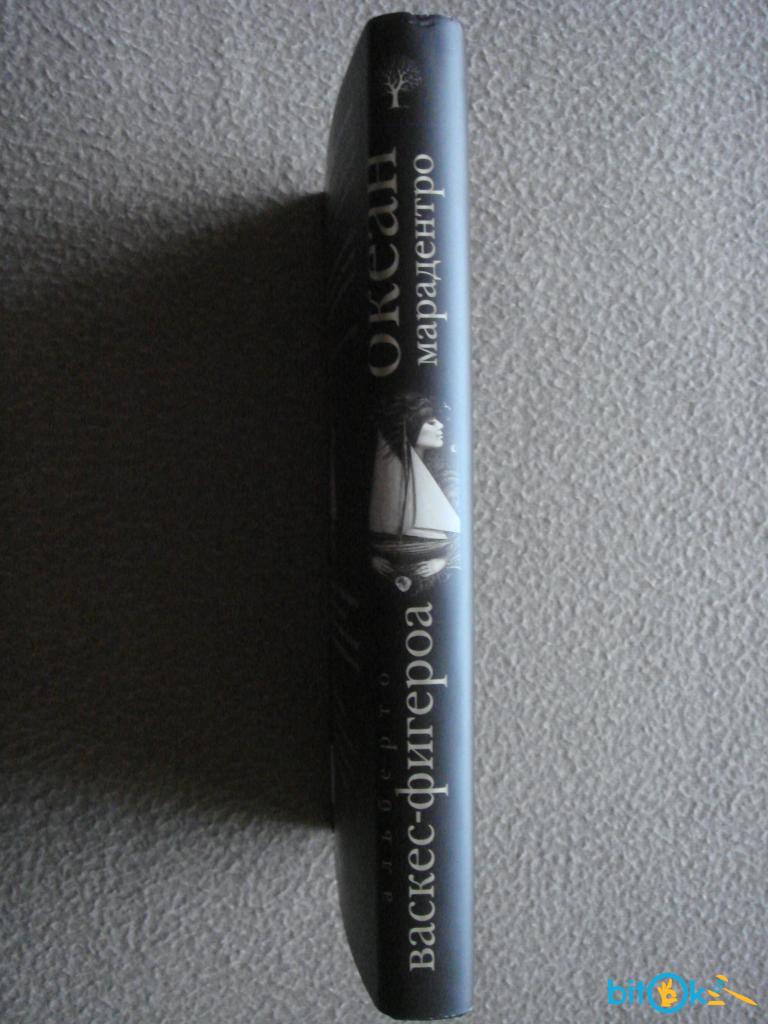 альберто
васкес-фигероа
океан
марадентро
bitOk